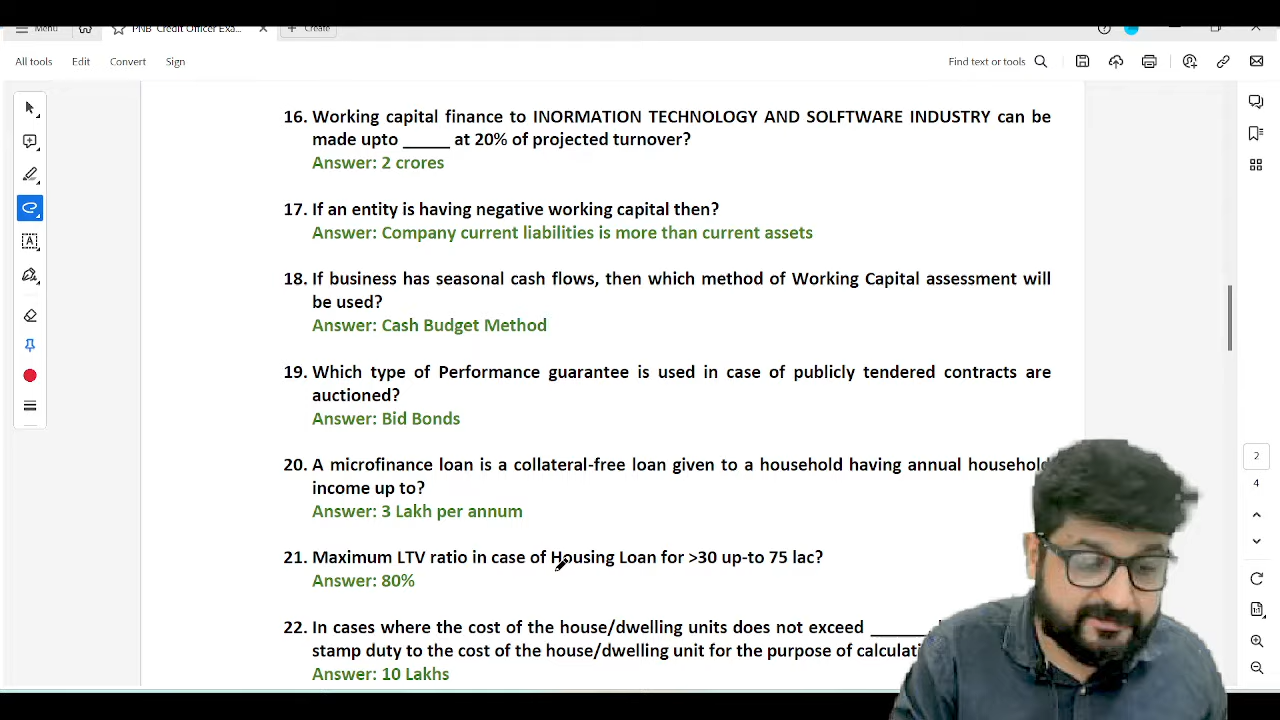 Menu
PNB Credit Officer Exa...
Create
All tools Edit Convert Sign
Find text or tools
16. Working capital finance to INORMATION TECHNOLOGY AND SOLFTWARE INDUSTRY can be
made upto _____ at 20% of projected turnover?
Answer: 2 crores
17. If an entity is having negative working capital then?
Answer: Company current liabilities is more than current assets
18. If business has seasonal cash flows, then which method of Working Capital assessment will
be used?
Answer: Cash Budget Method
19. Which type of Performance guarantee is used in case of publicly tendered contracts are
auctioned?
Answer: Bid Bonds
20. A microfinance loan is a collateral-free loan given to a household having annual household
income up to?
Answer: 3 Lakh per annum
21. Maximum LTV ratio in case of Housing Loan for >30 up-to 75 lac?
Answer: 80%
22. In cases where the cost of the house/dwelling units does not exceed ______
stamp duty to the cost of the house/dwelling unit for the purpose of
Answer: 10 Lakhs
2
4